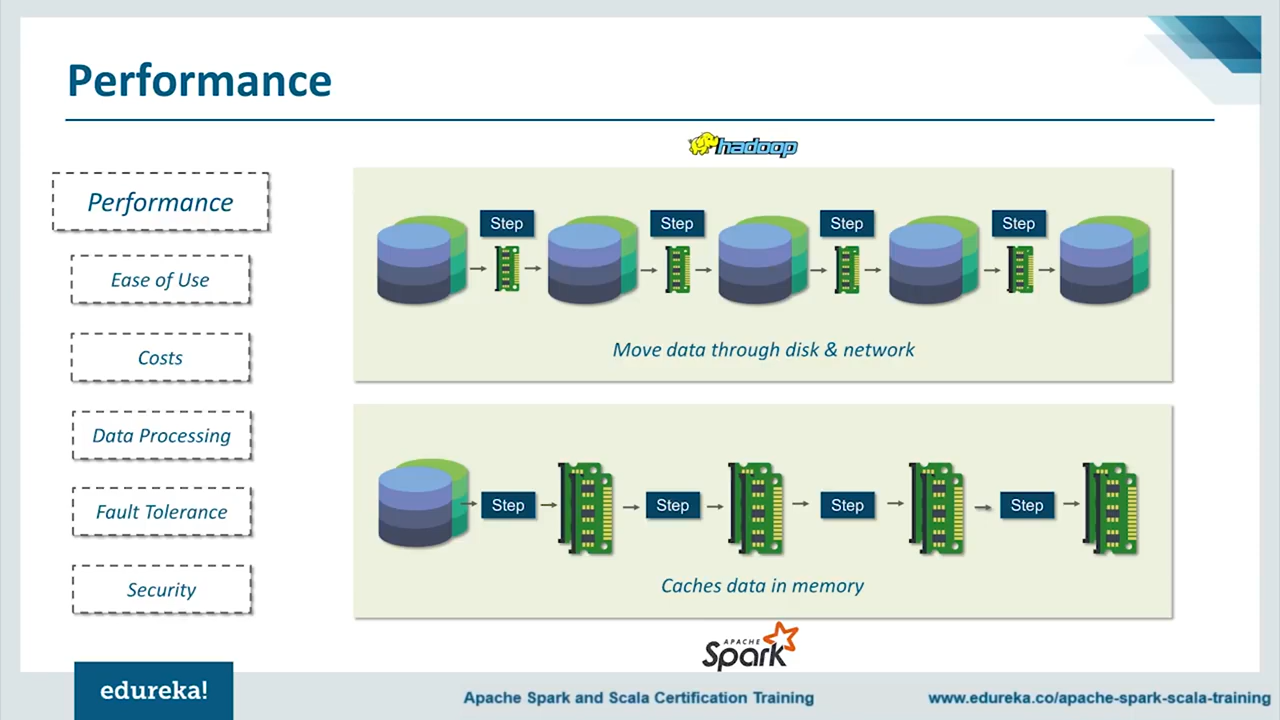 Performance
hadoop
Performance
Ease of Use
Costs
Data Processing
Fault Tolerance
Security
Step
Step
Step
Step
Move data through disk & network
Step
Step
Step
Step
Caches data in memory
APACHE
Spark
edureka!
Apache Spark and Scala Certification Training
www.edureka.co/apache-spark-scala-training